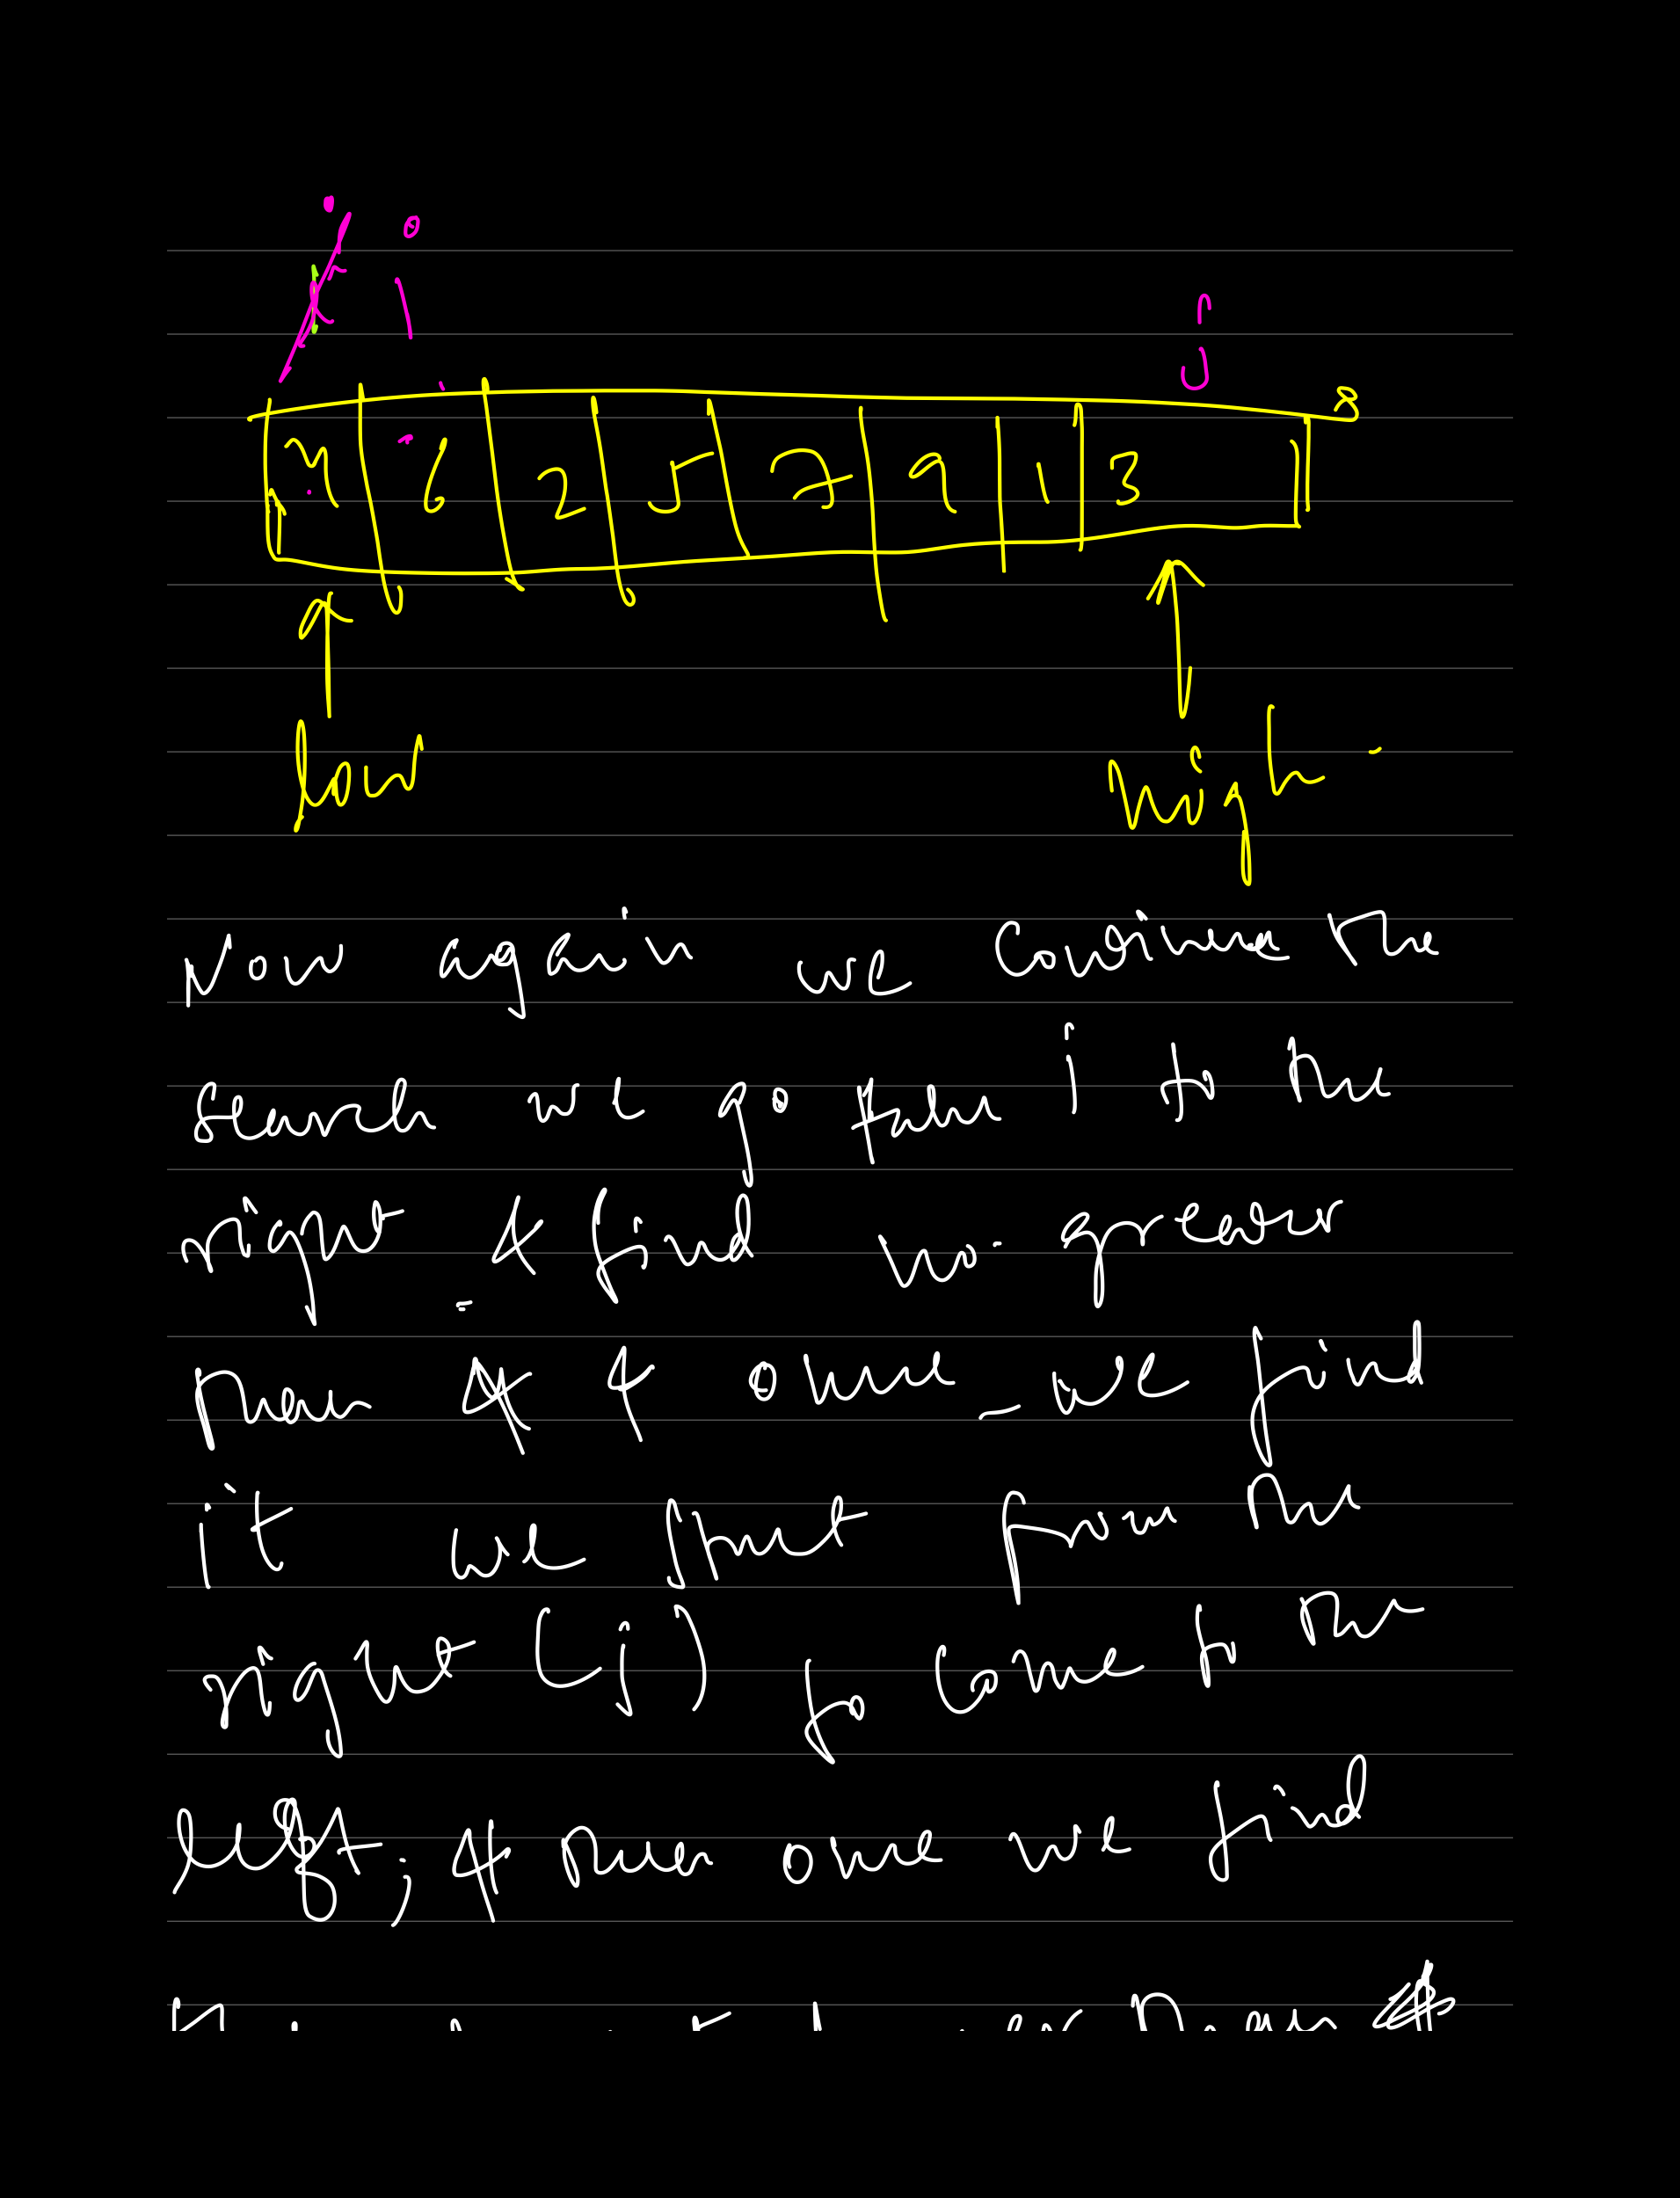 i j
4 6 2 5 7 9 1 3
low high
Now again we continue the
search we go take i to the
right & find no. greater
than 4 & once - we find
it we start from the
right (j) to come to the
left; & then once we find